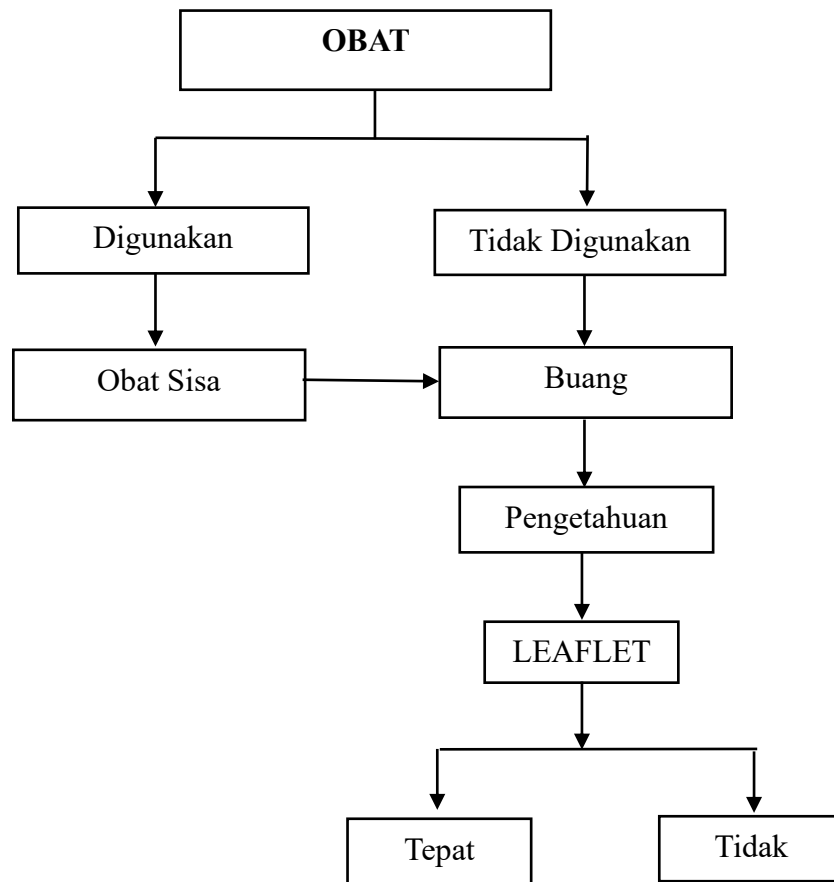 OBAT
Digunakan
Tidak Digunakan
Obat Sisa
Buang
Pengetahuan
LEAFLET
Tepat
Tidak